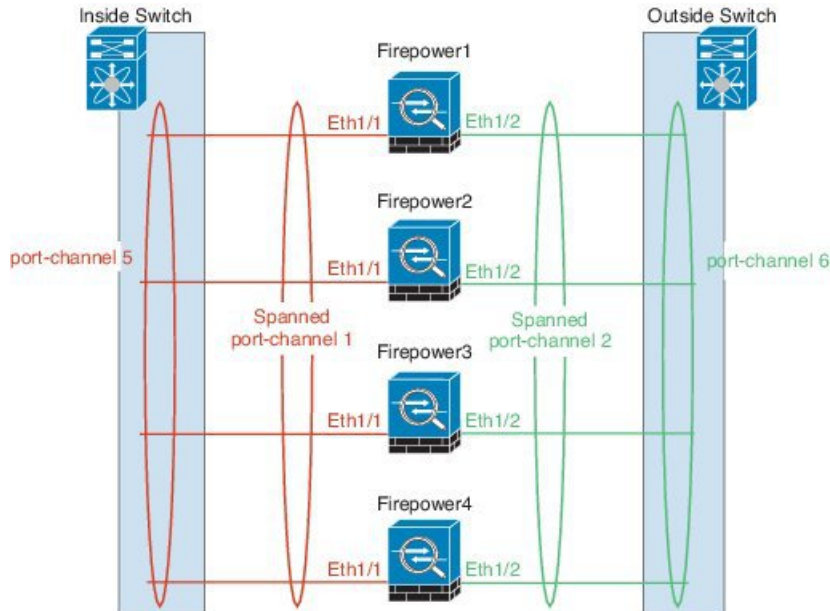 Inside Switch
Outside Switch
Firepower1
Eth1/1
Eth1/2
Firepower2
port-channel 5
port-channel 6
Eth1/1
Eth1/2
Spanned
port-channel 1
Spanned
port-channel 2
Firepower3
Eth1/1
Eth1/2
Firepower4
Eth1/1
Eth1/2